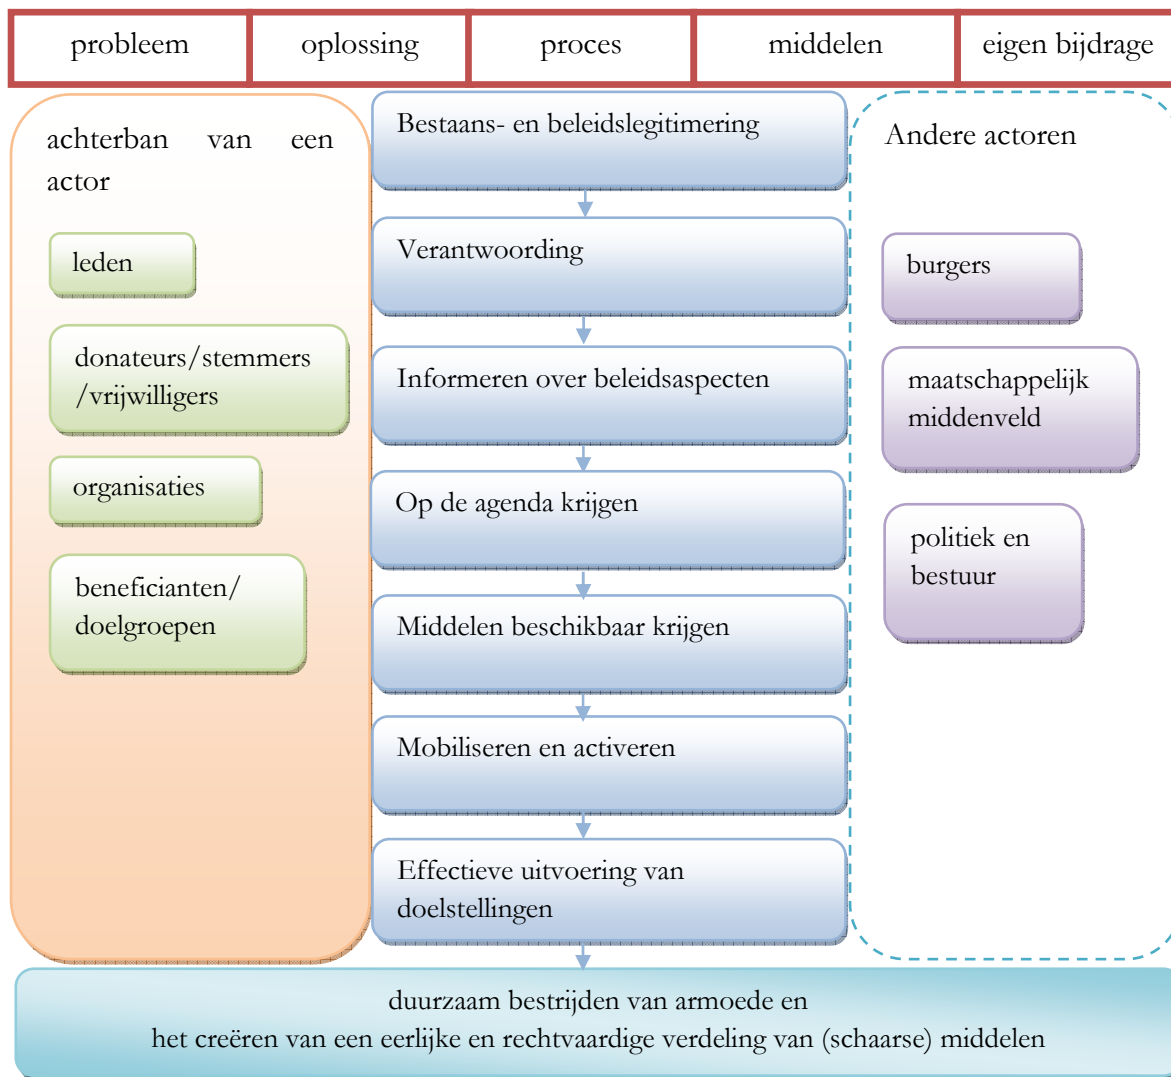 probleem
oplossing
proces
middelen
eigen bijdrage
achterban van een
actor
leden
donateurs/stemmers
/vrijwilligers
organisaties
beneficianten/
doelgroepen
Bestaans- en beleidslegitimering
Verantwoording
Informeren over beleidsaspecten
Op de agenda krijgen
Middelen beschikbaar krijgen
Mobiliseren en activeren
Effectieve uitvoering van
doelstellingen
Andere actoren
burgers
maatschappelijk
middenveld
politiek en
bestuur
duurzaam bestrijden van armoede en
het creëren van een eerlijke en rechtvaardige verdeling van (schaarse) middelen